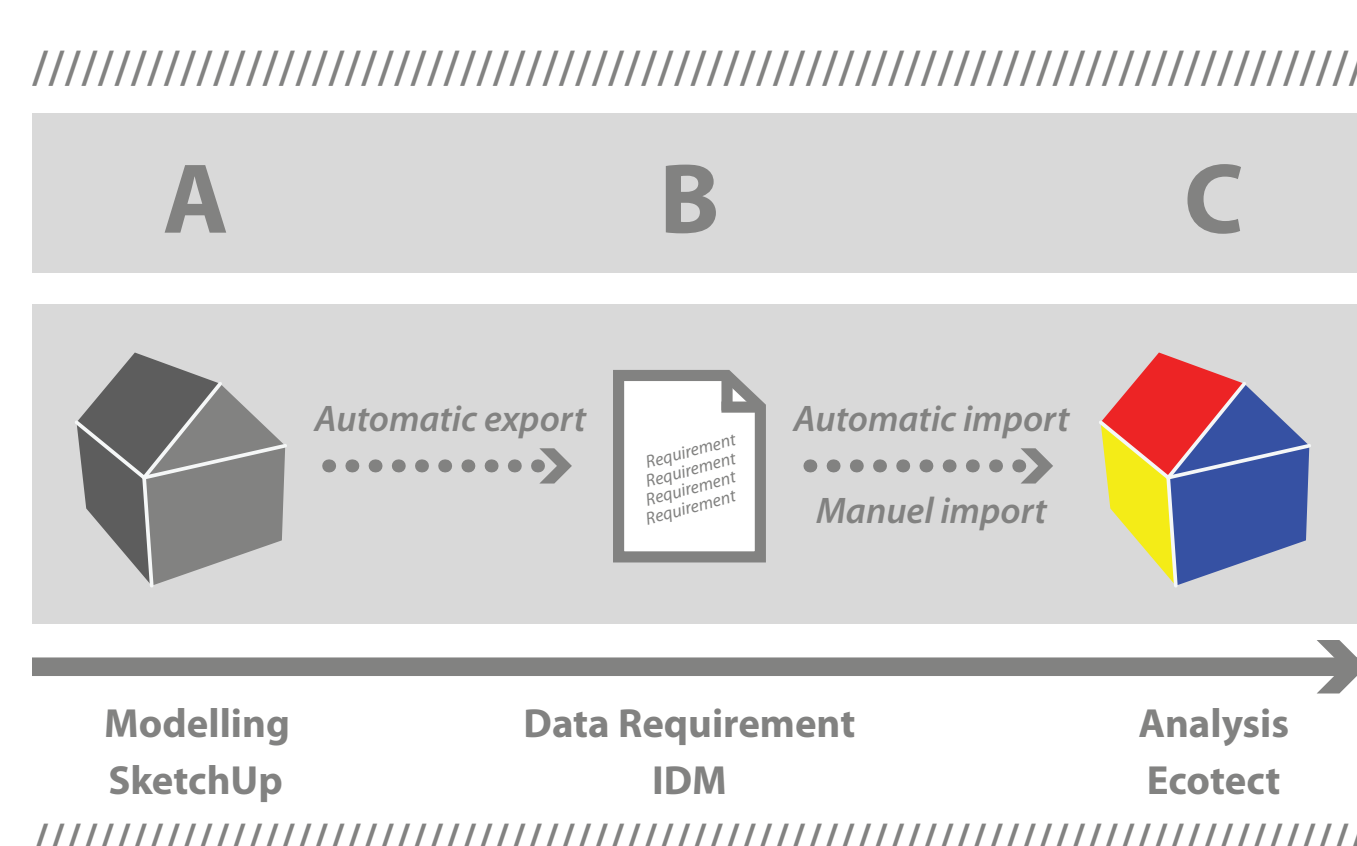 A
B
C
Automatic export
Requirement
Requirement
Requirement
Requirement
Automatic import
Manuel import
Modelling
SketchUp
Data Requirement
IDM
Analysis
Ecotect